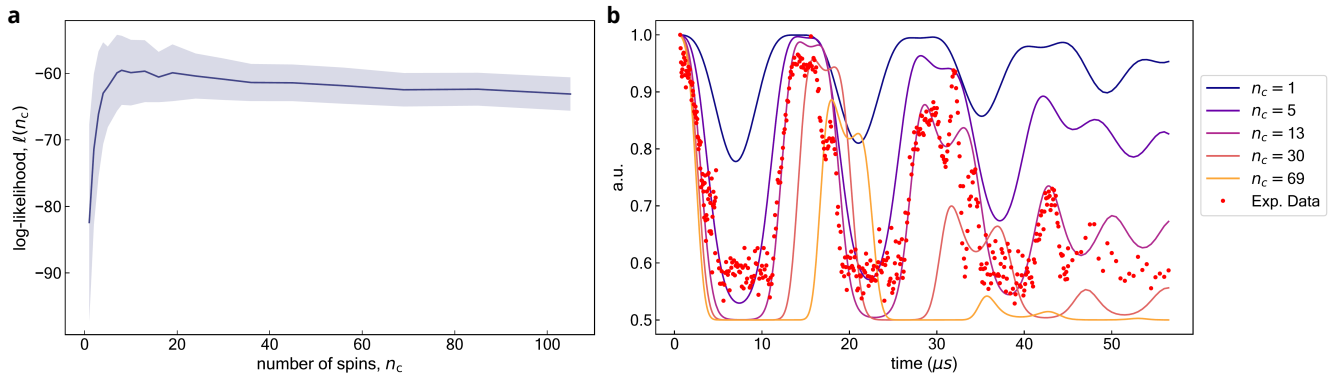 a
−60
−70
−80
−90
log-likelihood, ℓ(n_c)
0
20
40
60
80
100
number of spins, n_c
b
1.0
0.9
0.8
0.7
0.6
0.5
a.u.
0
10
20
30
40
50
time (μs)
n_c = 1
n_c = 5
n_c = 13
n_c = 30
n_c = 69
Exp. Data